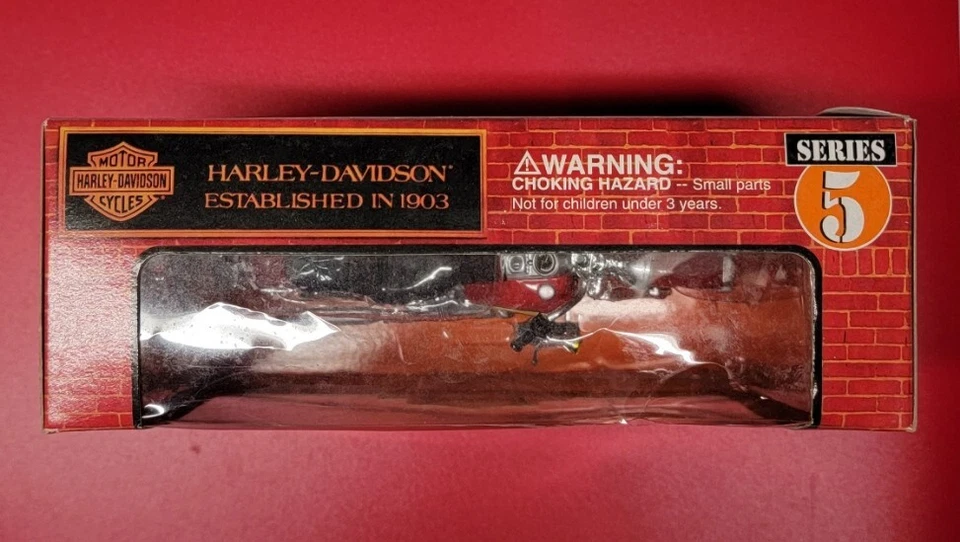 MOTOR
HARLEY-DAVIDSON
CYCLES
HARLEY-DAVIDSON
ESTABLISHED IN 1903
⚠WARNING:
CHOKING HAZARD -- Small parts
Not for children under 3 years.
SERIES
5